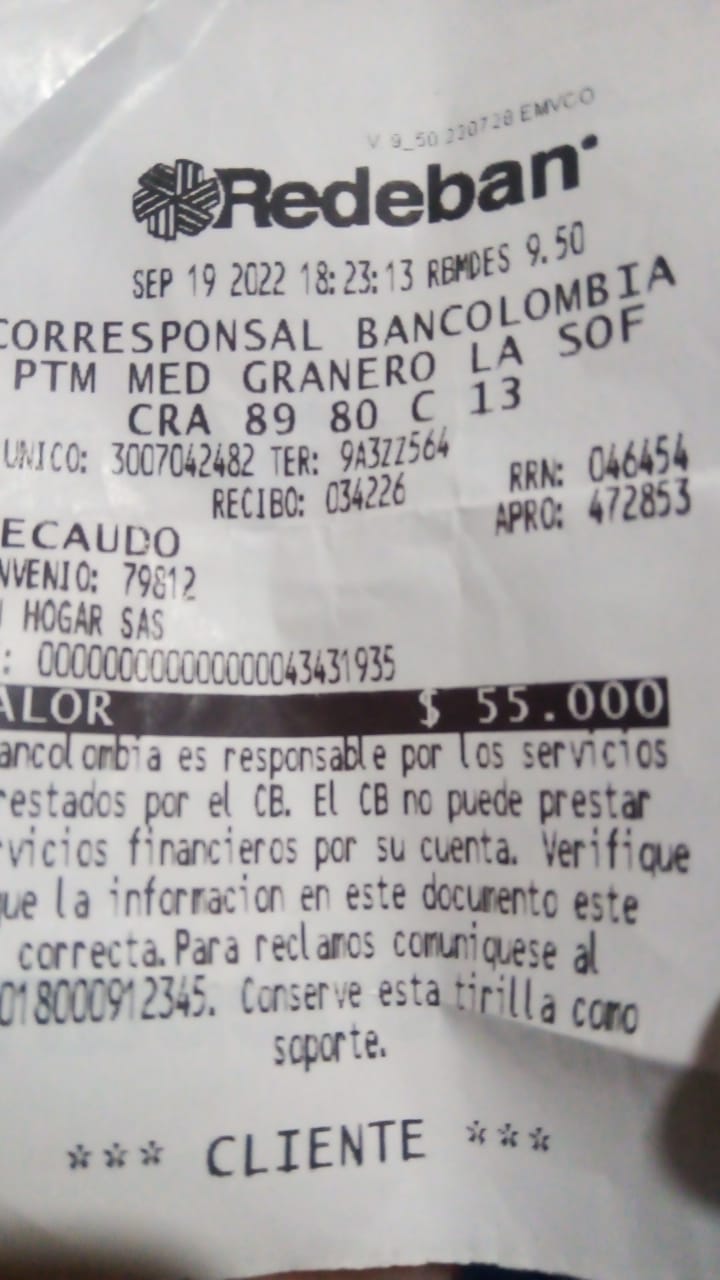 V 9_50 220728 EMVCO
Redeban
SEP 19 2022 18:23:13 RBMDES 9.50
CORRESPONSAL BANCOLOMBIA
PTM MED GRANERO LA SOF
CRA 89 80 C 13
UNICO: 3007042482 TER: 9A3ZZ564
RECIBO: 034226 RRN: 046454
APRO: 472853
ECAUDO
NVENIO: 79812
HOGAR SAS
: 00000000000000004343​1935
ALOR $ 55.000
ancolombia es responsable por los servicios
restados por el CB. El CB no puede prestar
rvicios financieros por su cuenta. Verifique
ue la informacion en este documento este
correcta.Para reclamos comuniquese al
018000912345. Conserve esta tirilla como
soporte.
*** CLIENTE ***